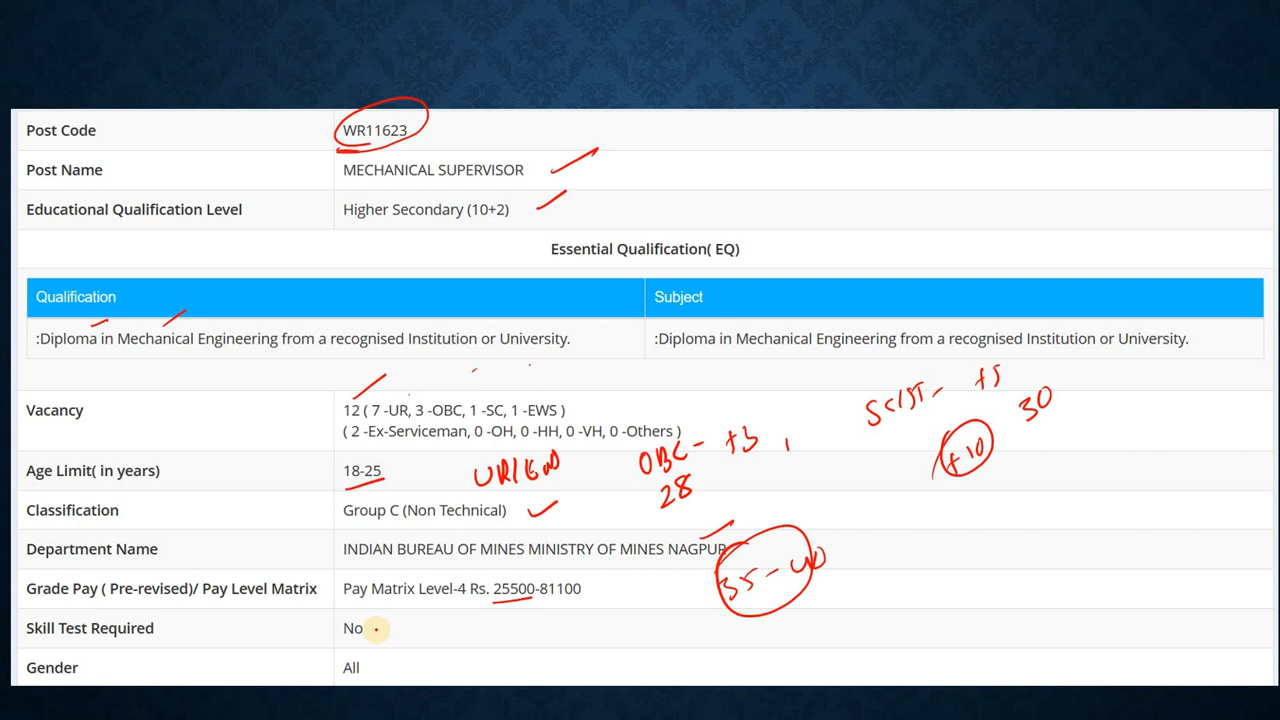 Post Code WR11623
Post Name MECHANICAL SUPERVISOR
Educational Qualification Level Higher Secondary (10+2)
Essential Qualification( EQ)
Qualification Subject
:Diploma in Mechanical Engineering from a recognised Institution or University. :Diploma in Mechanical Engineering from a recognised Institution or University.
SC/ST- +5
30
Vacancy 12 ( 7 -UR, 3 -OBC, 1 -SC, 1 -EWS )
( 2 -Ex-Serviceman, 0 -OH, 0 -HH, 0 -VH, 0 -Others )
OBC- +3
+10
Age Limit( in years) 18-25
28
Classification Group C (Non Technical)
Department Name INDIAN BUREAU OF MINES MINISTRY OF MINES NAGPUR
35-40
Grade Pay ( Pre-revised)/ Pay Level Matrix Pay Matrix Level-4 Rs. 25500-81100
Skill Test Required No
Gender All